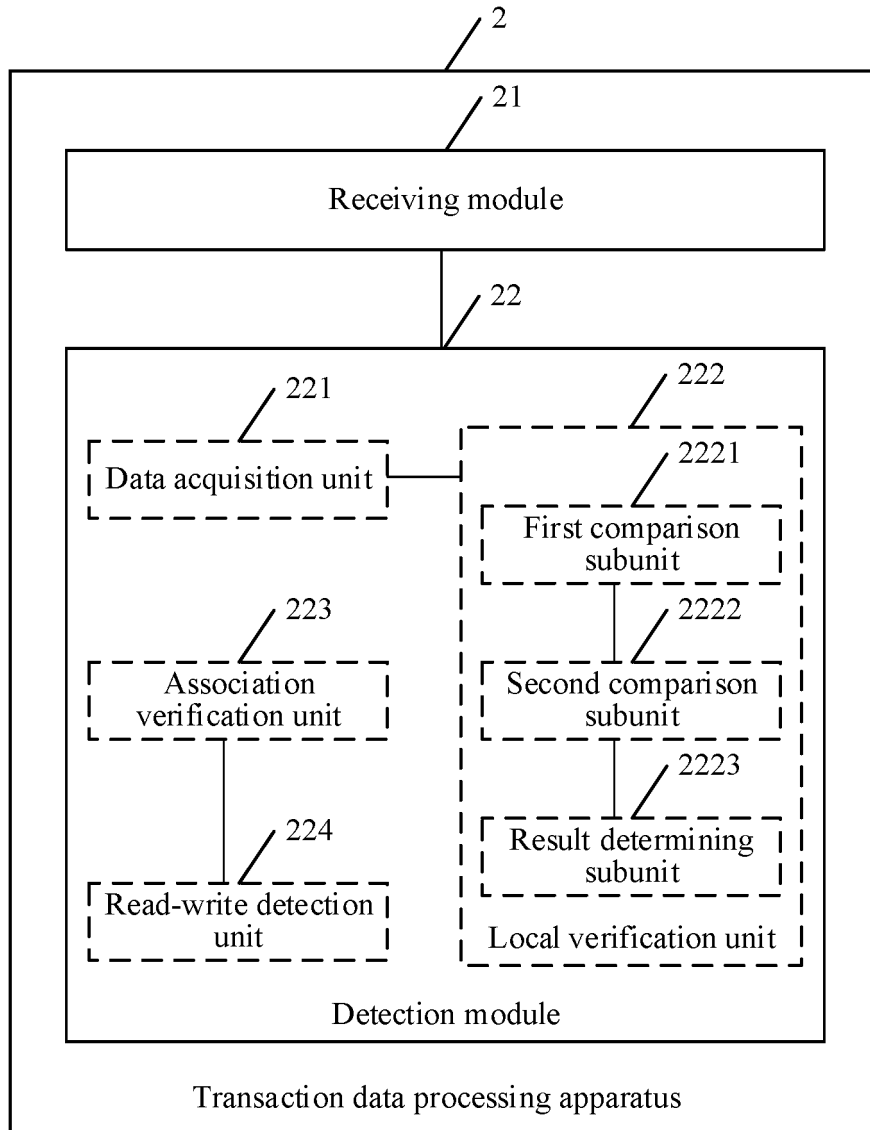 2
21
Receiving module
22
221
Data acquisition unit
222
2221
First comparison
subunit
223
Association
verification unit
2222
Second comparison
subunit
2223
Result determining
subunit
224
Read-write detection
unit
Local verification unit
Detection module
Transaction data processing apparatus